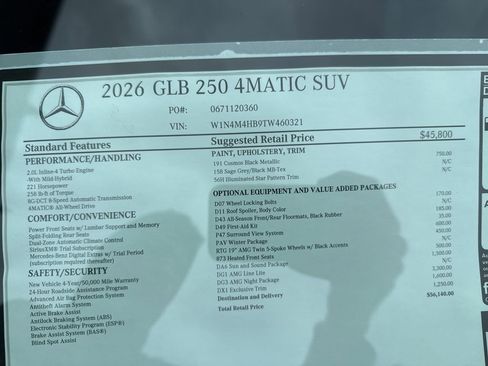 2026 GLB 250 4MATIC SUV
PO#: 0671120360
VIN: W1N4M4HB9TW460321
Standard Features
PERFORMANCE/HANDLING
2.0L Inline-4 Turbo Engine
-With Mild-Hybrid
221 Horsepower
258 lb-ft of Torque
8G-DCT 8-Speed Automatic Transmission
4MATIC® All-Wheel Drive
COMFORT/CONVENIENCE
Power Front Seats w/ Lumbar Support and Memory
Split-Folding Rear Seats
Dual-Zone Automatic Climate Control
SiriusXM® Trial Subscription
Mercedes-Benz Digital Extras w/ Trial Period
(subscription required thereafter)
SAFETY/SECURITY
New Vehicle 4-Year/50,000 Mile Warranty
24-Hour Roadside Assistance Program
Advanced Air Bag Protection System
Antitheft Alarm System
Active Brake Assist
Antilock Braking System (ABS)
Electronic Stability Program (ESP®)
Brake Assist System (BAS®)
Blind Spot Assist
Suggested Retail Price $45,800
PAINT, UPHOLSTERY, TRIM
191 Cosmos Black Metallic 750.00
158 Sage Grey/Black MB-Tex N/C
56H Illuminated Star Pattern Trim N/C
OPTIONAL EQUIPMENT AND VALUE ADDED PACKAGES
D07 Wheel Locking Bolts 170.00
D11 Roof Spoiler, Body Color N/C
D43 All-Season Front/Rear Floormats, Black Rubber 185.00
D49 First-Aid Kit 35.00
P47 Surround View System 600.00
PAV Winter Package 450.00
RTG 19" AMG Twin 5-Spoke Wheels w/ Black Accents N/C
873 Heated Front Seats 500.00
DA6 Sun and Sound Package
DG1 AMG Line Lite
DG3 AMG Night Package
DX1 Exclusive Trim
Destination and Delivery
Total Retail Price
1,300.00
N/C
1,600.00
1,250.00
$56,140.00